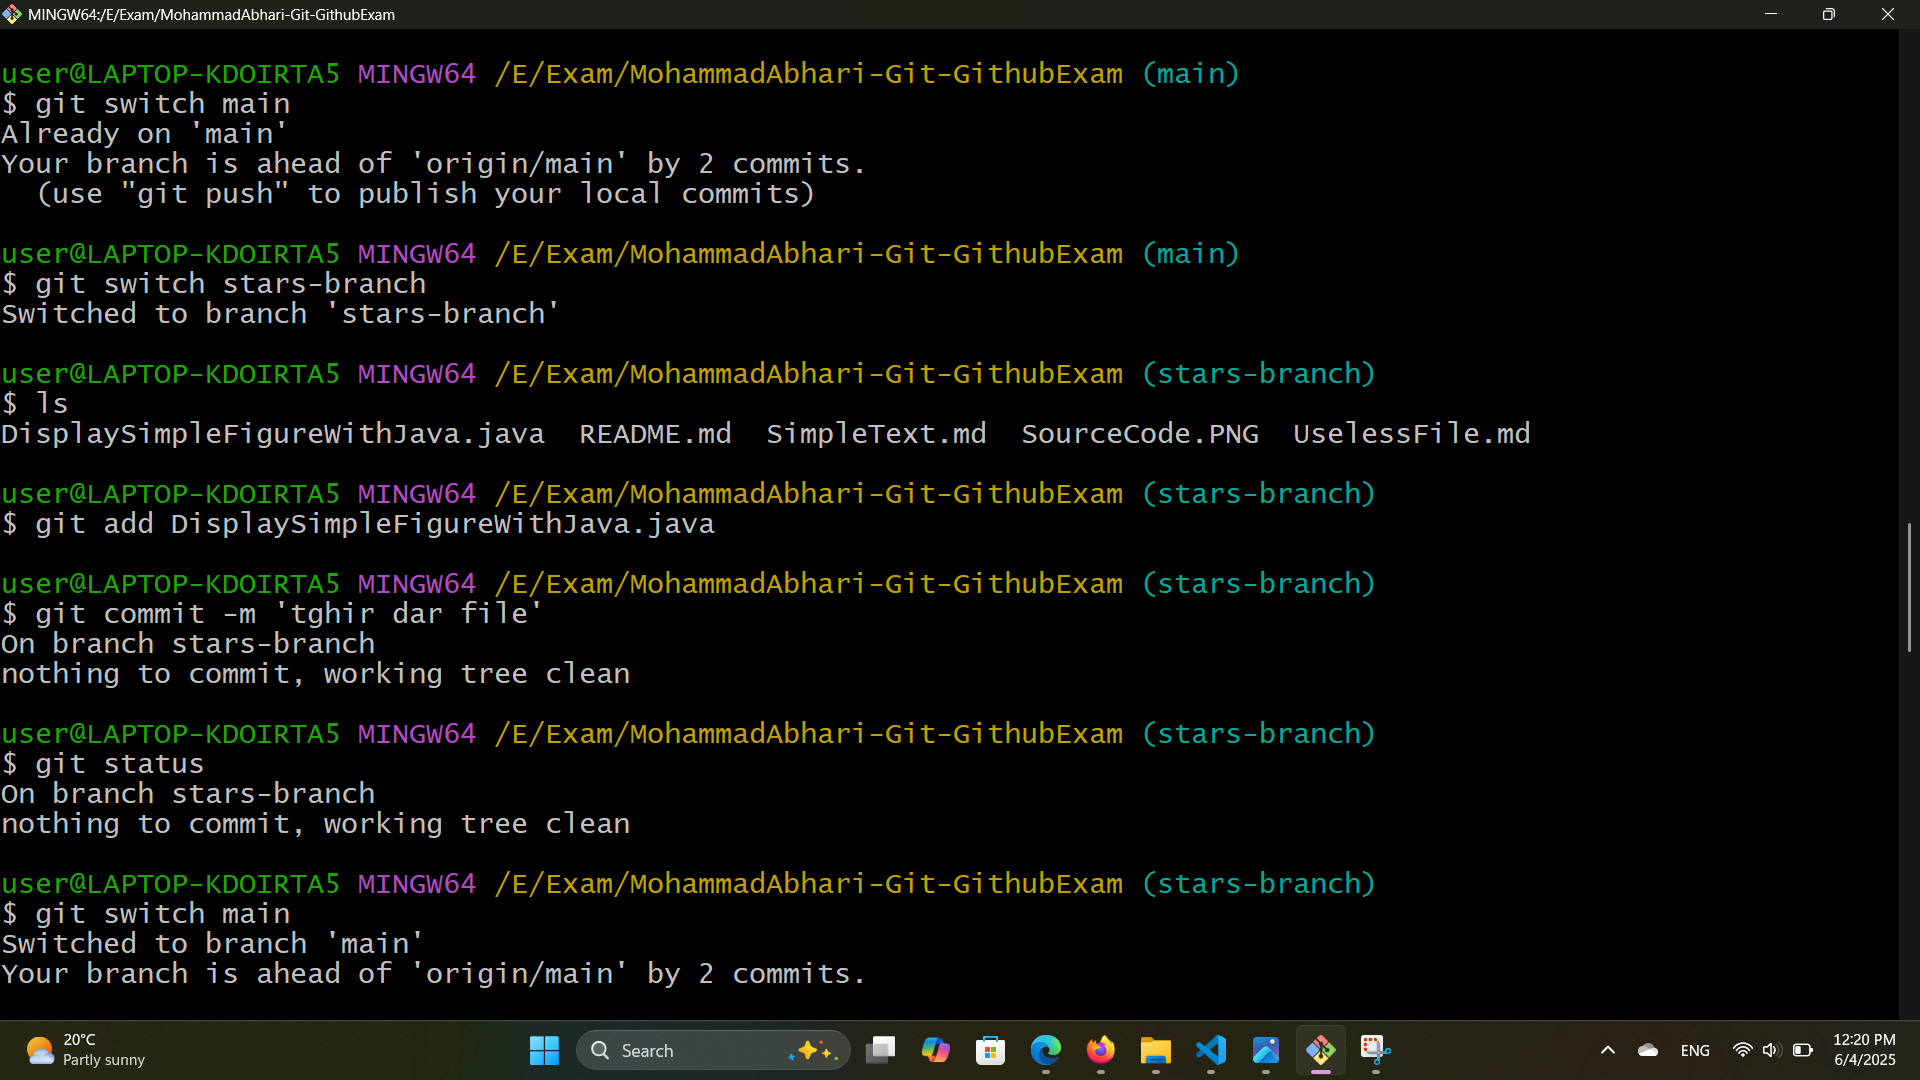 MINGW64:/E/Exam/MohammadAbhari-Git-GithubExam
user@LAPTOP-KDOIRTA5 MINGW64 /E/Exam/MohammadAbhari-Git-GithubExam (main)
$ git switch main
Already on 'main'
Your branch is ahead of 'origin/main' by 2 commits.
  (use "git push" to publish your local commits)
user@LAPTOP-KDOIRTA5 MINGW64 /E/Exam/MohammadAbhari-Git-GithubExam (main)
$ git switch stars-branch
Switched to branch 'stars-branch'
user@LAPTOP-KDOIRTA5 MINGW64 /E/Exam/MohammadAbhari-Git-GithubExam (stars-branch)
$ ls
DisplaySimpleFigureWithJava.java  README.md  SimpleText.md  SourceCode.PNG  UselessFile.md
user@LAPTOP-KDOIRTA5 MINGW64 /E/Exam/MohammadAbhari-Git-GithubExam (stars-branch)
$ git add DisplaySimpleFigureWithJava.java
user@LAPTOP-KDOIRTA5 MINGW64 /E/Exam/MohammadAbhari-Git-GithubExam (stars-branch)
$ git commit -m 'tghir dar file'
On branch stars-branch
nothing to commit, working tree clean
user@LAPTOP-KDOIRTA5 MINGW64 /E/Exam/MohammadAbhari-Git-GithubExam (stars-branch)
$ git status
On branch stars-branch
nothing to commit, working tree clean
user@LAPTOP-KDOIRTA5 MINGW64 /E/Exam/MohammadAbhari-Git-GithubExam (stars-branch)
$ git switch main
Switched to branch 'main'
Your branch is ahead of 'origin/main' by 2 commits.
20°C
Partly sunny
Search
ENG
12:20 PM
6/4/2025